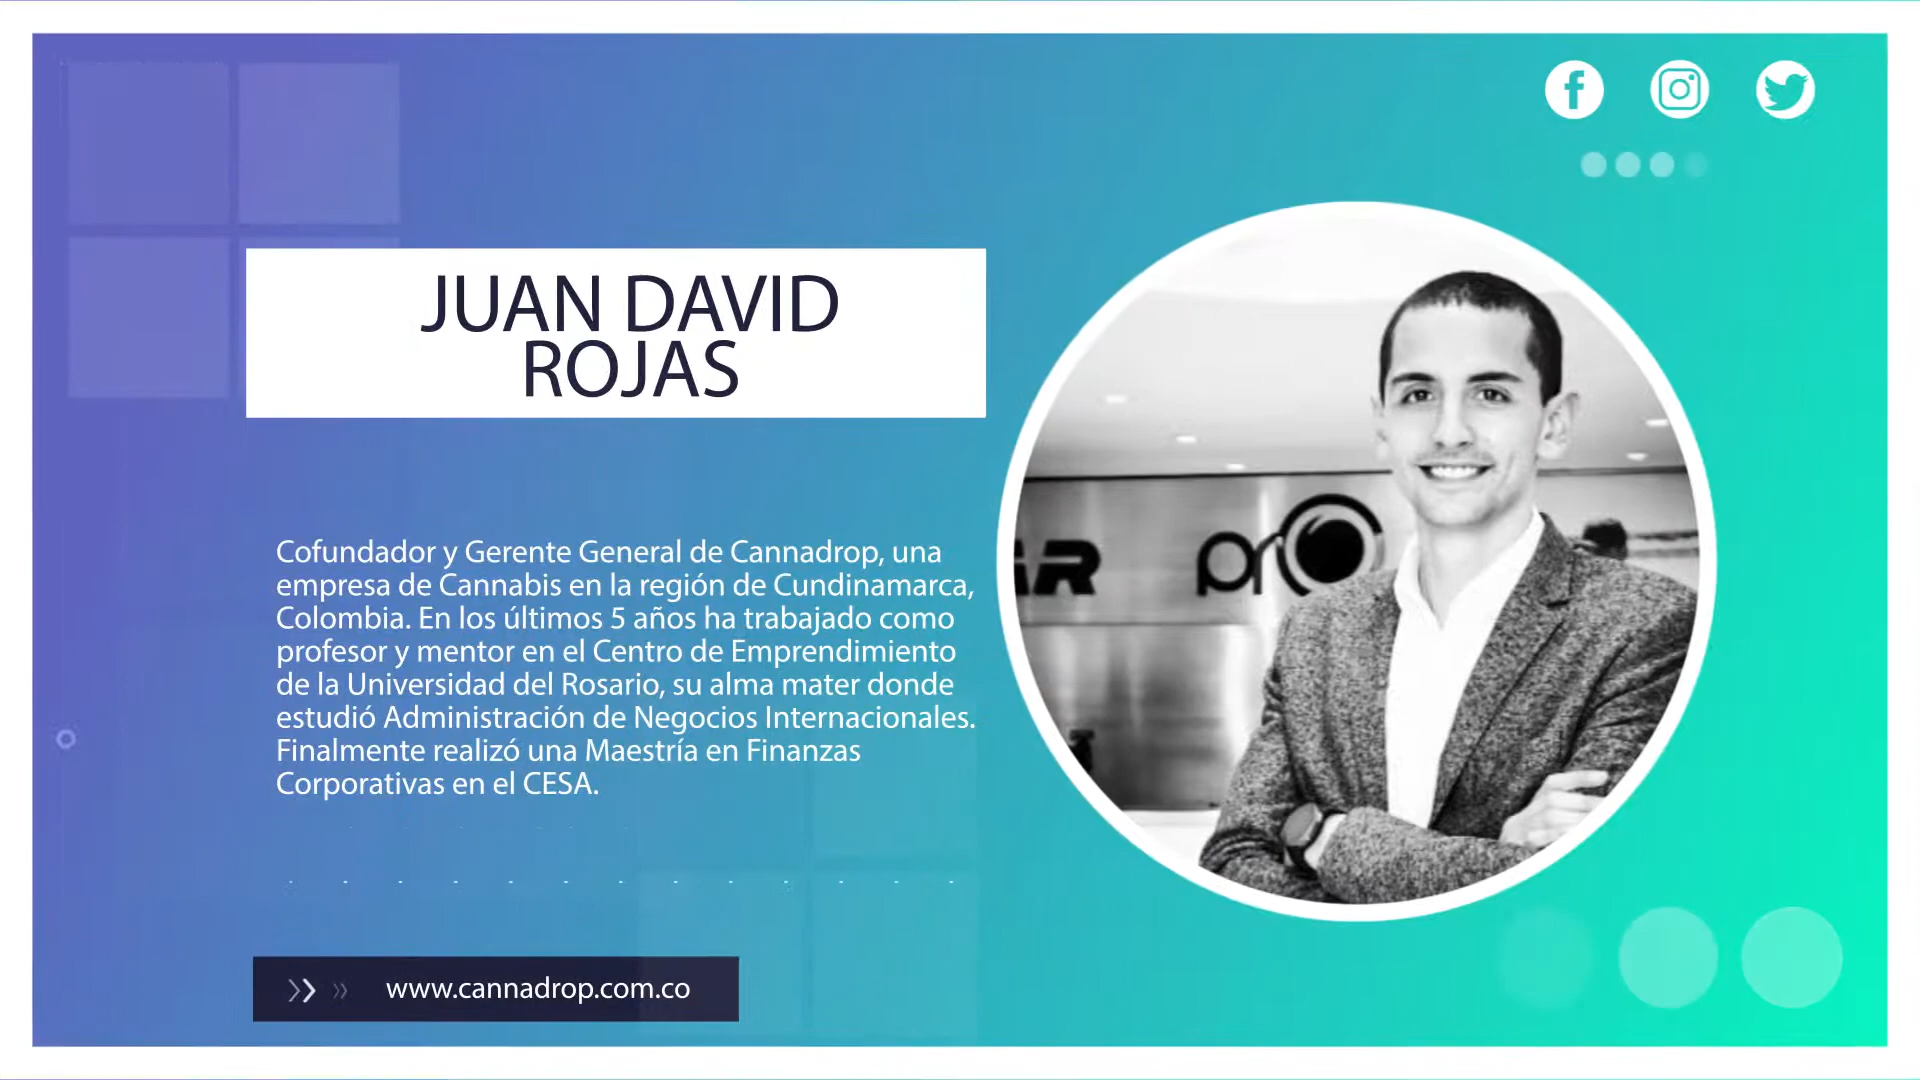 JUAN DAVID
ROJAS
Cofundador y Gerente General de Cannadrop, una
empresa de Cannabis en la región de Cundinamarca,
Colombia. En los últimos 5 años ha trabajado como
profesor y mentor en el Centro de Emprendimiento
de la Universidad del Rosario, su alma mater donde
estudió Administración de Negocios Internacionales.
Finalmente realizó una Maestría en Finanzas
Corporativas en el CESA.
www.cannadrop.com.co